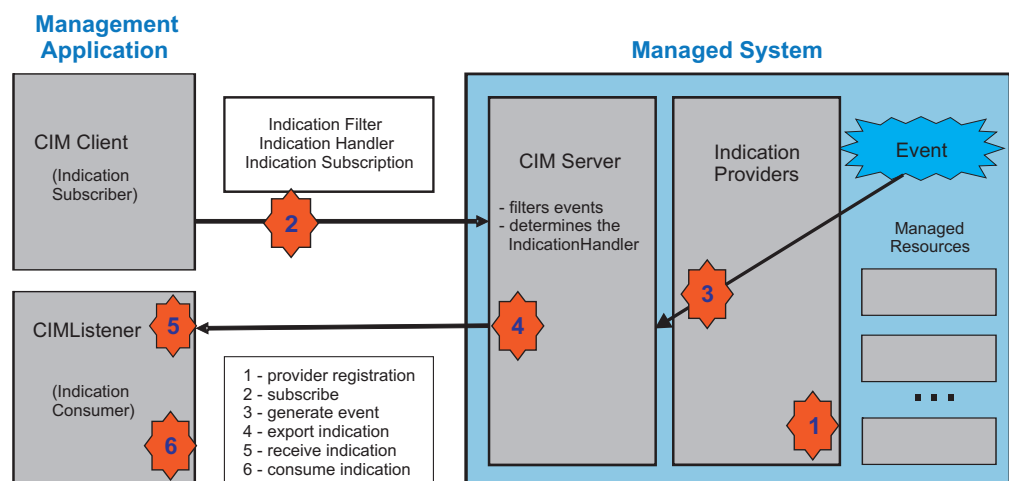 Management
Application
Managed System
CIM Client
(Indication
Subscriber)
Indication Filter
Indication Handler
Indication Subscription
2
CIM Server
- filters events
- determines the
IndicationHandler
Indication
Providers
Event
Managed
Resources
3
CIMListener
5
4
(Indication
Consumer)
6
1 - provider registration
2 - subscribe
3 - generate event
4 - export indication
5 - receive indication
6 - consume indication
1
...